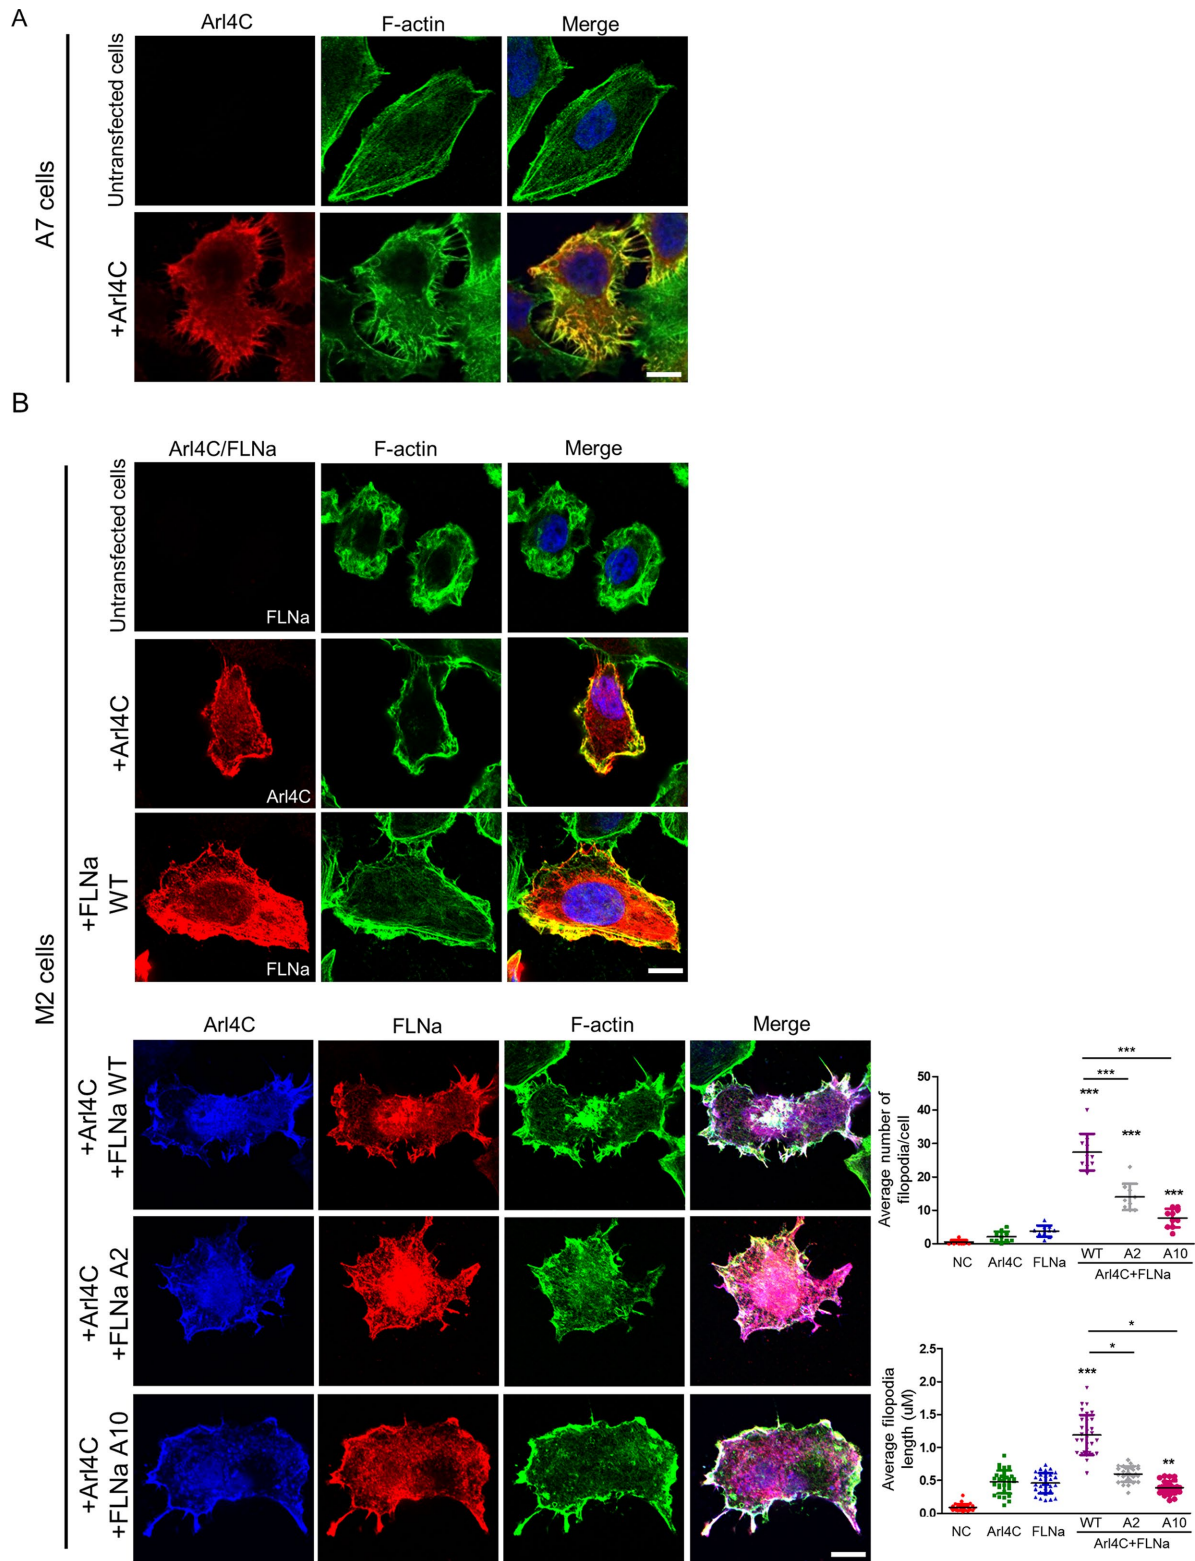 A
Arl4C F-actin Merge
A7 cells
Untransfected cells
+Arl4C
B
Arl4C/FLNa F-actin Merge
M2 cells
Untransfected cells
FLNa
+Arl4C
Arl4C
+FLNa
WT
FLNa
Arl4C FLNa F-actin Merge
+Arl4C
+FLNa WT
+Arl4C
+FLNa A2
+Arl4C
+FLNa A10
Average number of
filopodia/cell
50
40
30
20
10
0
***
***
***
***
***
NC Arl4C FLNa WT A2 A10
Arl4C+FLNa
Average filopodia
length (uM)
2.5
2.0
1.5
1.0
0.5
0.0
*
*
***
**
NC Arl4C FLNa WT A2 A10
Arl4C+FLNa